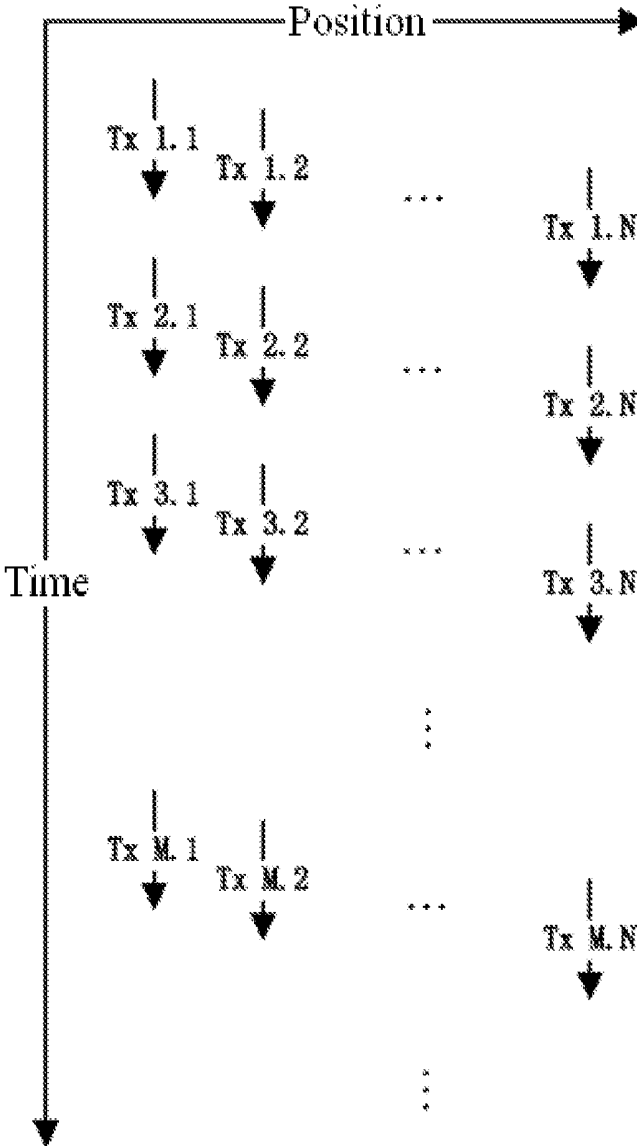 Position
Tx 1.1
Tx 1.2
...
Tx 1.N
Tx 2.1
Tx 2.2
...
Tx 2.N
Tx 3.1
Tx 3.2
...
Tx 3.N
Time
Tx M.1
Tx M.2
...
Tx M.N